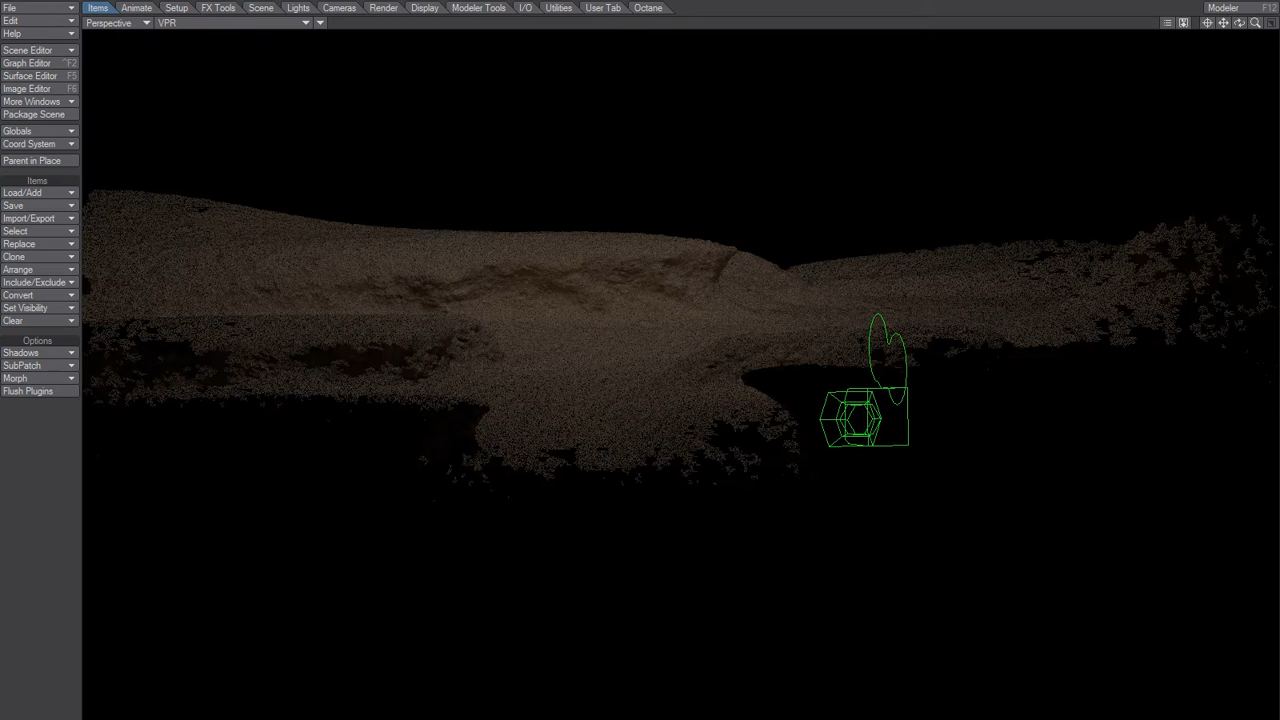 File Items Animate Setup FX Tools Scene Lights Cameras Render Display Modeler Tools I/O Utilities User Tab Octane Modeler F12
Edit Perspective VPR
Help
Scene Editor
Graph Editor ^F2
Surface Editor F5
Image Editor F6
More Windows
Package Scene
Globals
Coord System
Parent in Place
Items
Load/Add
Save
Import/Export
Select
Replace
Clone
Arrange
Include/Exclude
Convert
Set Visibility
Clear
Options
Shadows
SubPatch
Morph
Flush Plugins